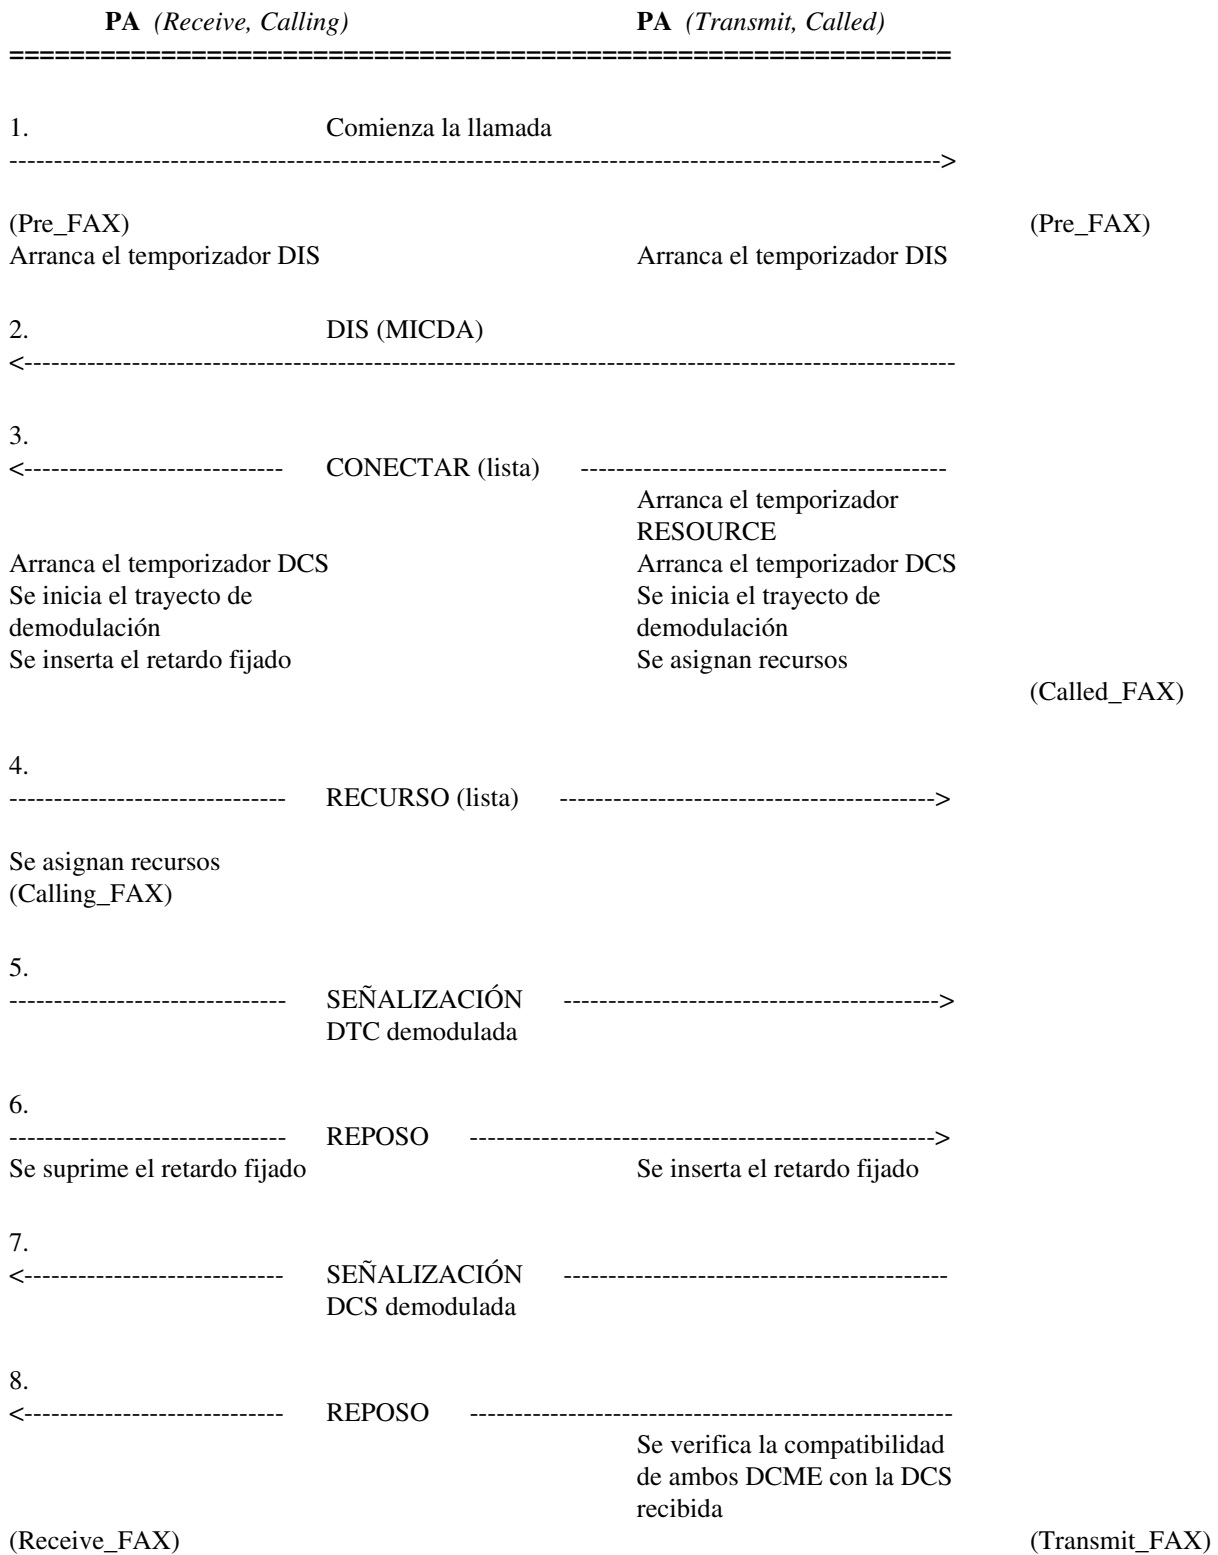 PA (Receive, Calling) PA (Transmit, Called)
==============================================================
1. Comienza la llamada
-------------------------------------------------------------------------------------------------------->
(Pre_FAX) (Pre_FAX)
Arranca el temporizador DIS Arranca el temporizador DIS
2. DIS (MICDA)
<--------------------------------------------------------------------------------------------------------
3.
<----------------------------- CONECTAR (lista) -----------------------------------------
Arranca el temporizador
RESOURCE
Arranca el temporizador DCS Arranca el temporizador DCS
Se inicia el trayecto de Se inicia el trayecto de
demodulación demodulación
Se inserta el retardo fijado Se asignan recursos
(Called_FAX)
4.
------------------------------- RECURSO (lista) ------------------------------------------>
Se asignan recursos
(Calling_FAX)
5.
------------------------------- SEÑALIZACIÓN ------------------------------------------>
DTC demodulada
6.
------------------------------- REPOSO ---------------------------------------------------->
Se suprime el retardo fijado Se inserta el retardo fijado
7.
<----------------------------- SEÑALIZACIÓN -------------------------------------------
DCS demodulada
8.
<----------------------------- REPOSO ------------------------------------------------------
Se verifica la compatibilidad
de ambos DCME con la DCS
recibida
(Receive_FAX) (Transmit_FAX)